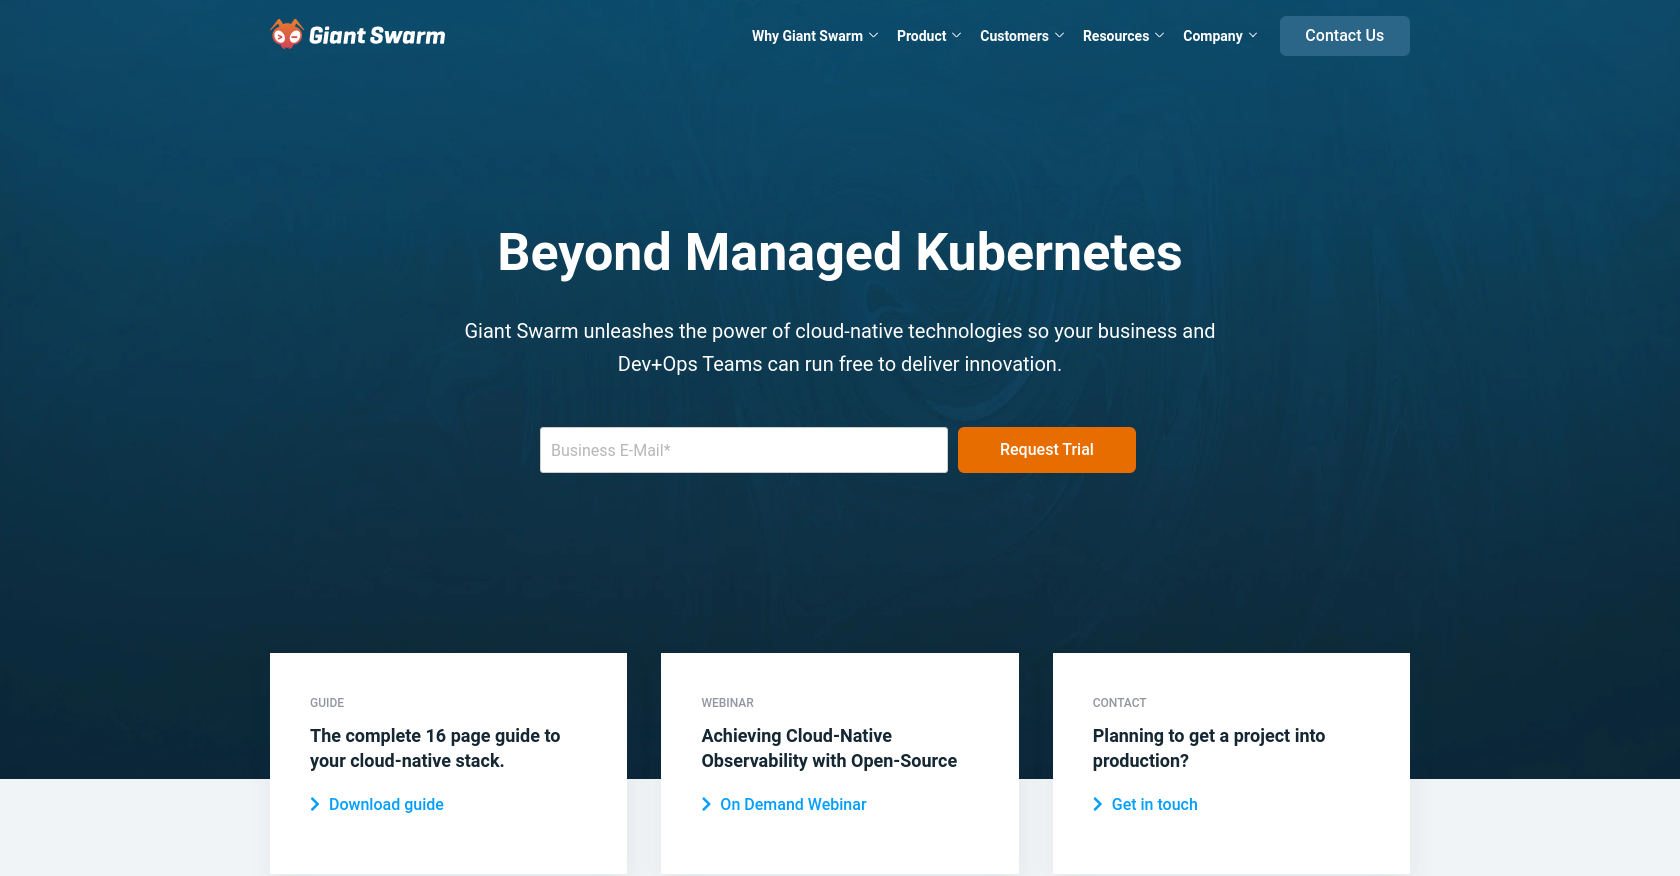 Giant Swarm
Why Giant Swarm
Product
Customers
Resources
Company
Contact Us
Beyond Managed Kubernetes
Giant Swarm unleashes the power of cloud-native technologies so your business and
Dev+Ops Teams can run free to deliver innovation.
Business E-Mail*
Request Trial
GUIDE
The complete 16 page guide to
your cloud-native stack.
Download guide
WEBINAR
Achieving Cloud-Native
Observability with Open-Source
On Demand Webinar
CONTACT
Planning to get a project into
production?
Get in touch